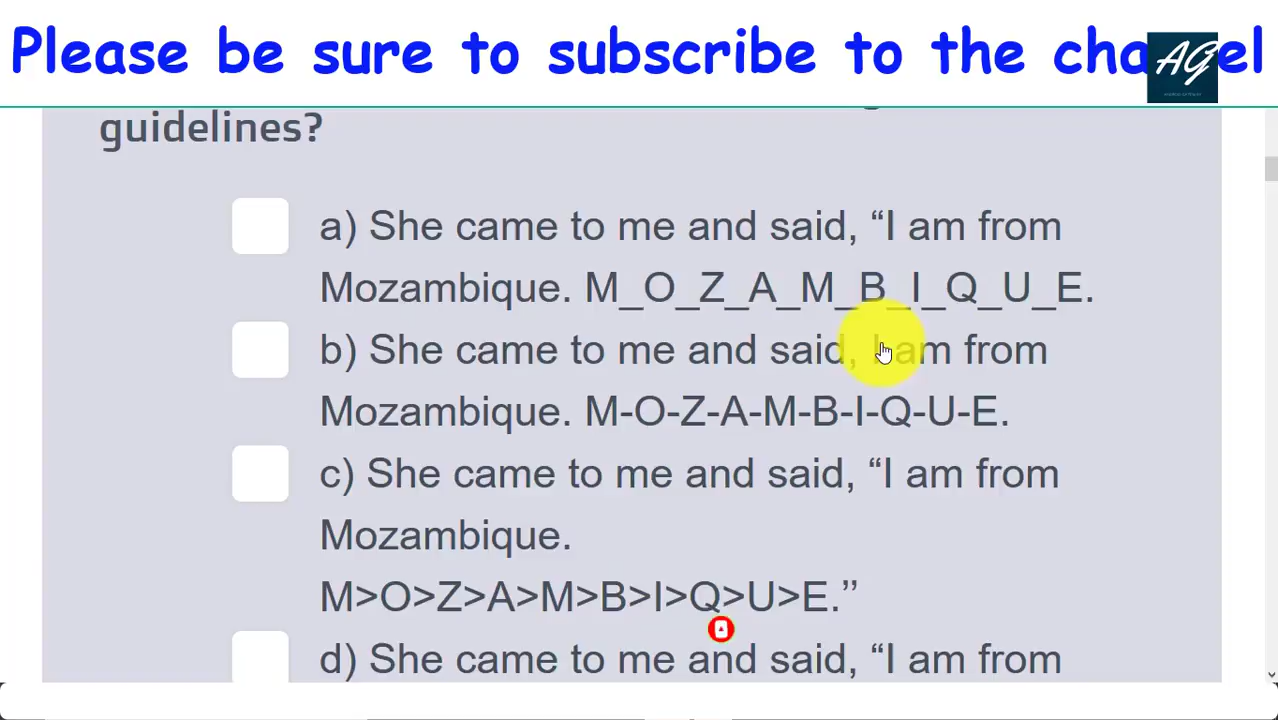 Please be sure to subscribe to the cha el
AG
guidelines?
a) She came to me and said, “I am from
Mozambique. M_O_Z_A_M_B_I_Q_U_E.
b) She came to me and said, I am from
Mozambique. M-O-Z-A-M-B-I-Q-U-E.
c) She came to me and said, “I am from
Mozambique.
M>O>Z>A>M>B>I>Q>U>E.”
d) She came to me and said, “I am from